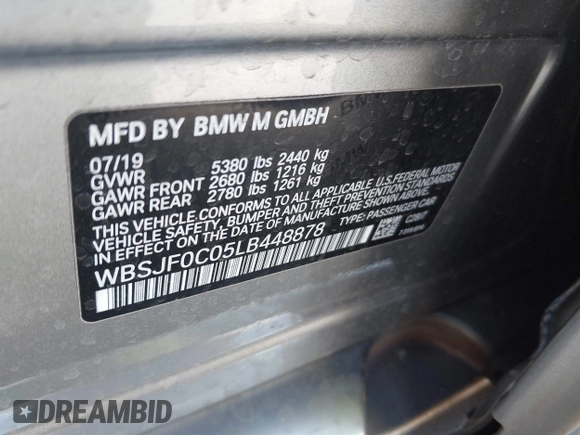 MFD BY BMW M GMBH
07/19
GVWR 5380 lbs 2440 kg
GAWR FRONT 2680 lbs 1216 kg
GAWR REAR 2780 lbs 1261 kg
THIS VEHICLE CONFORMS TO ALL APPLICABLE U.S. FEDERAL MOTOR
VEHICLE SAFETY, BUMPER AND THEFT PREVENTION STANDARDS
IN EFFECT ON THE DATE OF MANUFACTURE SHOWN ABOVE.
WBSJF0C05LB448878 TYPE: PASSENGER CAR
DREAMBID